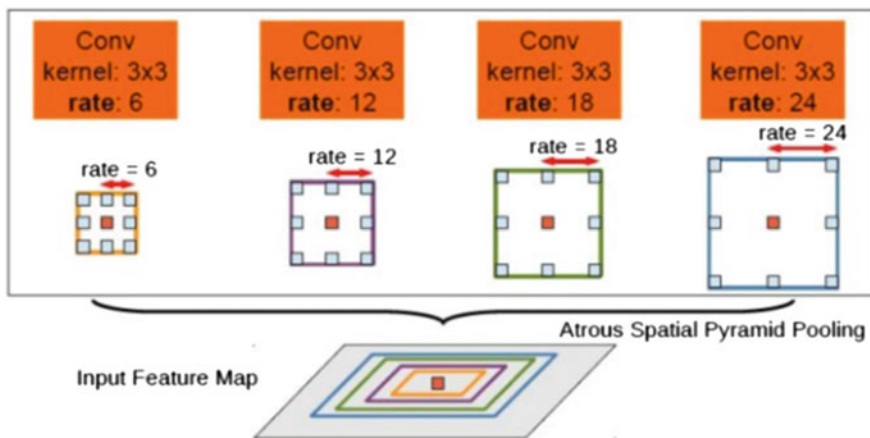 Conv
kernel: 3x3
rate: 6
Conv
kernel: 3x3
rate: 12
Conv
kernel: 3x3
rate: 18
Conv
kernel: 3x3
rate: 24
rate = 6
rate = 12
rate = 18
rate = 24
Atrous Spatial Pyramid Pooling
Input Feature Map